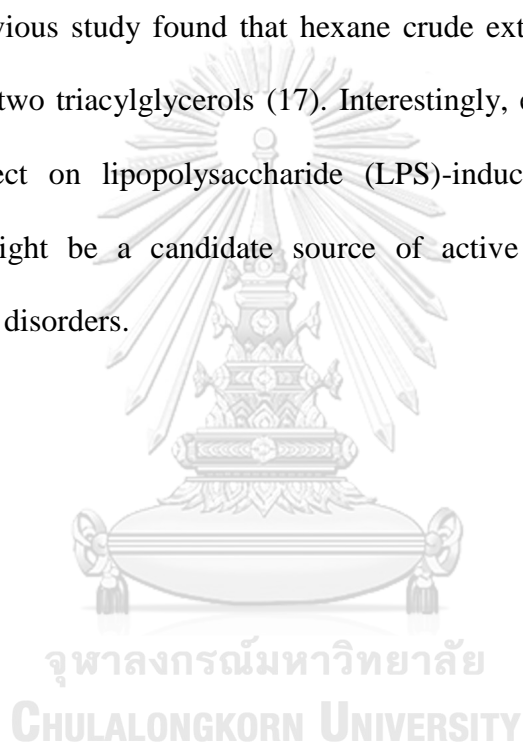 vious study found that hexane crude ext
two triacylglycerols (17). Interestingly,
ect on lipopolysaccharide (LPS)-induc
ight be a candidate source of active
disorders.
จุฬาลงกรณ์มหาวิทยาลัย
CHULALONGKORN UNIVERSITY